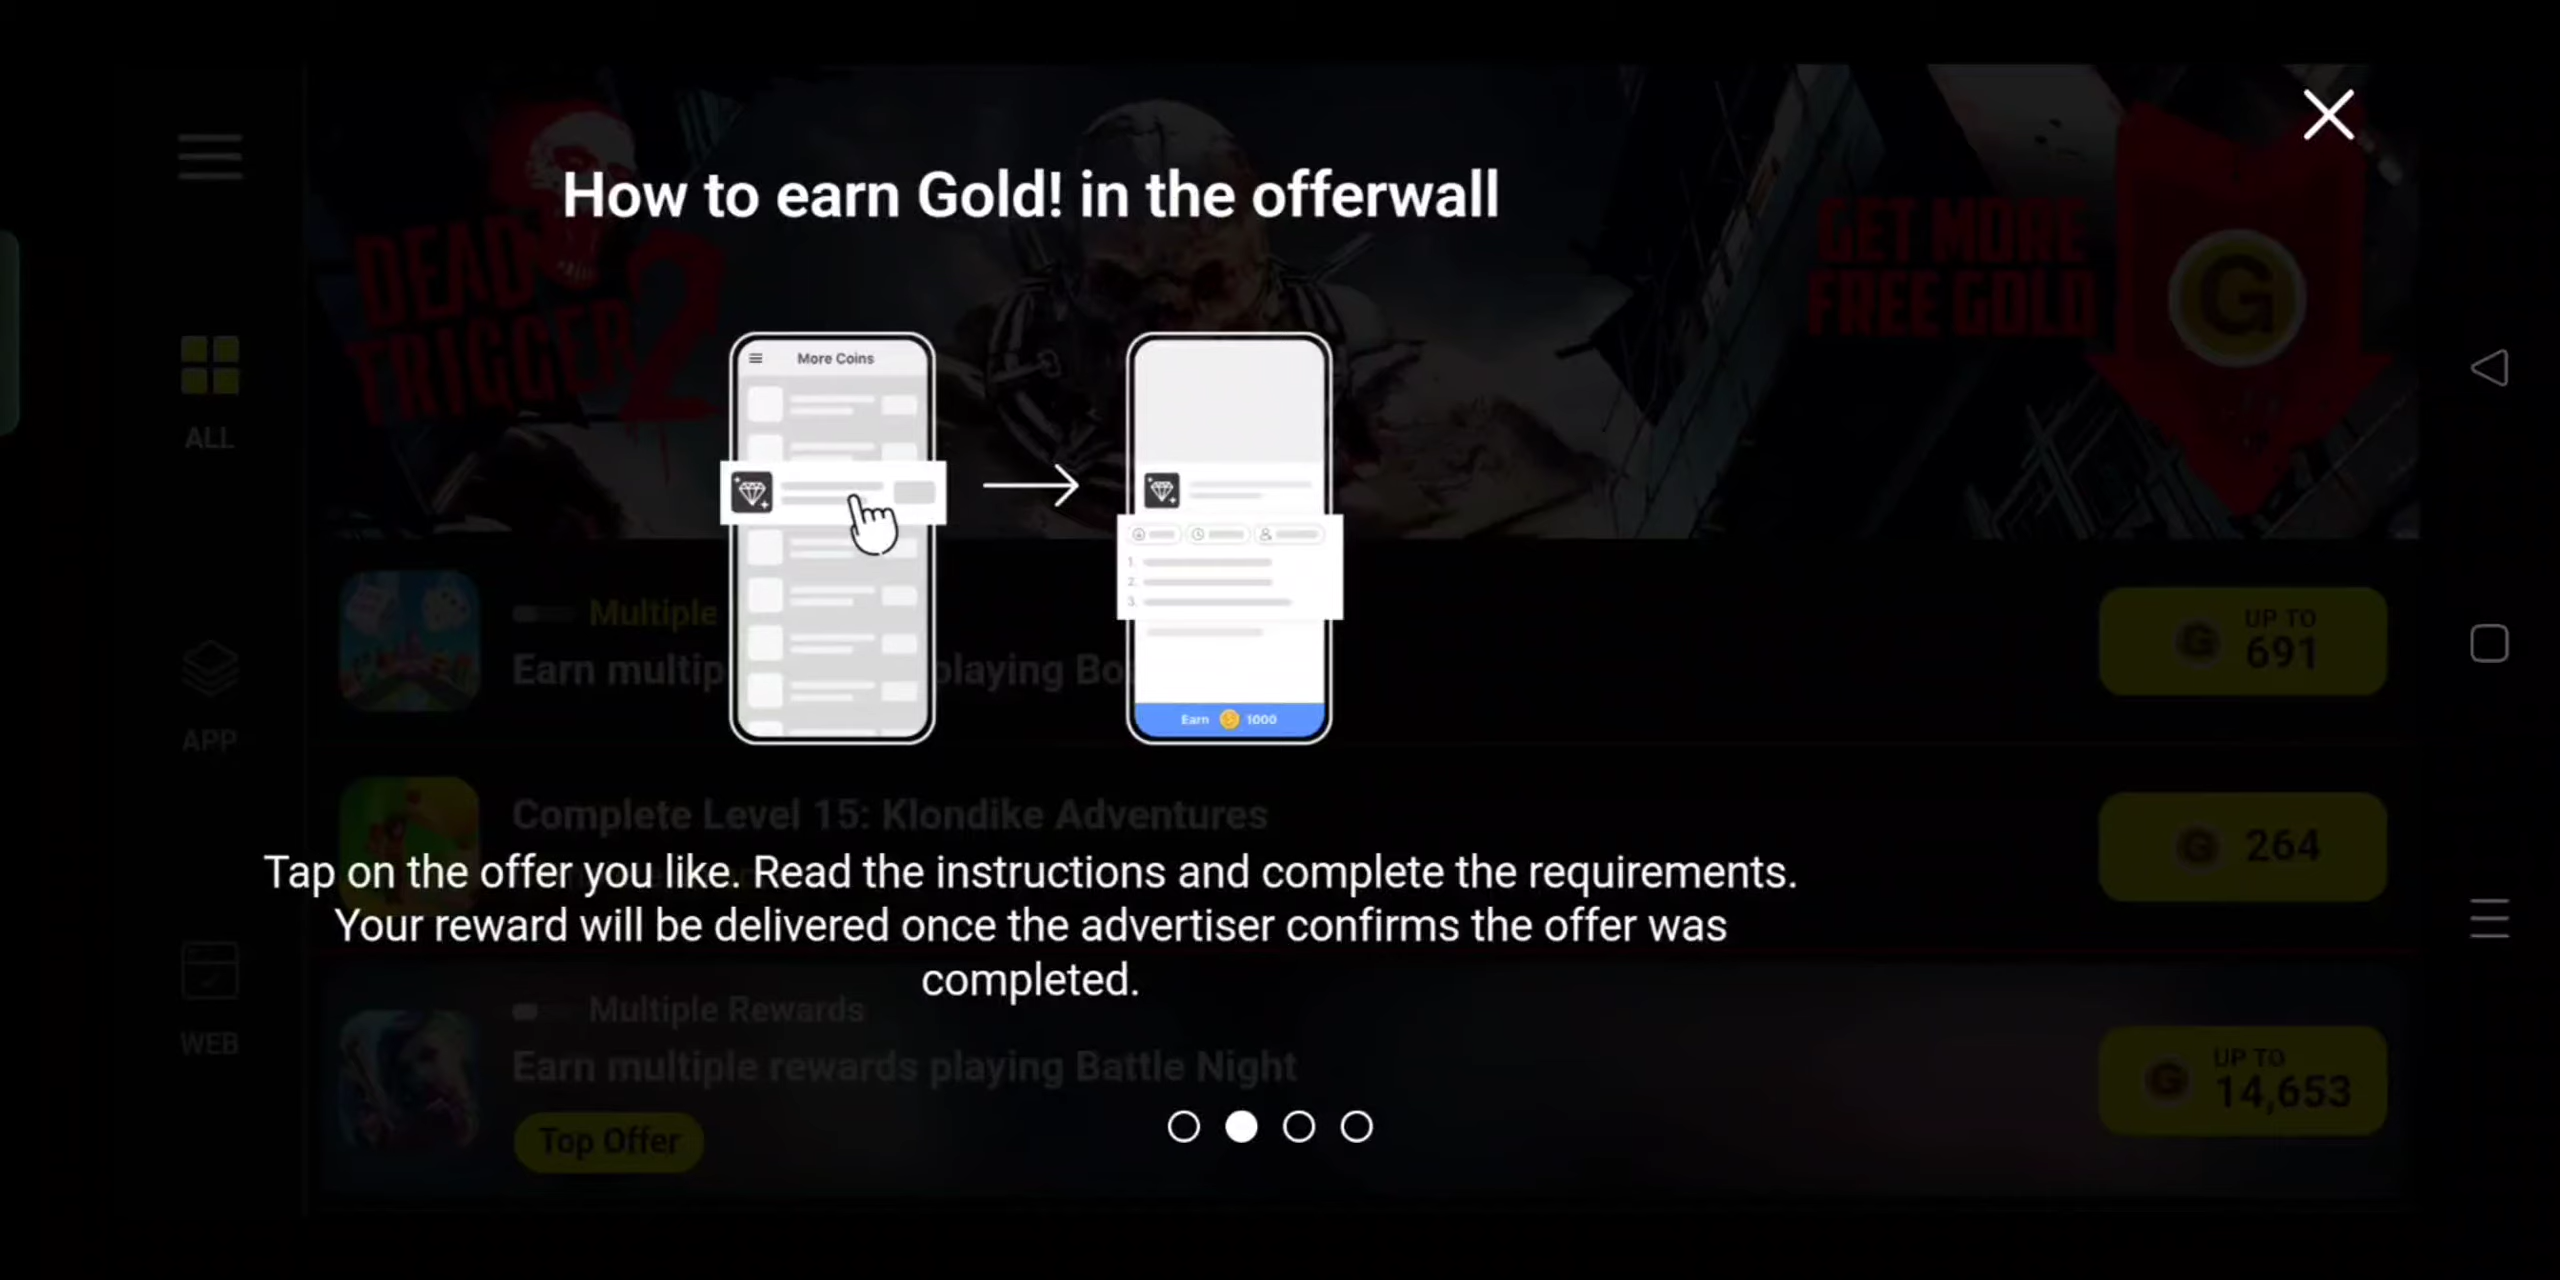 How to earn Gold! in the offerwall
DEAD
TRIGGER 2
GET MORE
FREE GOLD
G
ALL
APP
WEB
More Coins
1.
2.
3.
Earn 1000
Multiple
Earn multip
playing Bo
UP TO
691
Complete Level 15: Klondike Adventures
264
Tap on the offer you like. Read the instructions and complete the requirements.
Your reward will be delivered once the advertiser confirms the offer was
completed.
Multiple Rewards
Earn multiple rewards playing Battle Night
Top Offer
UP TO
14,653